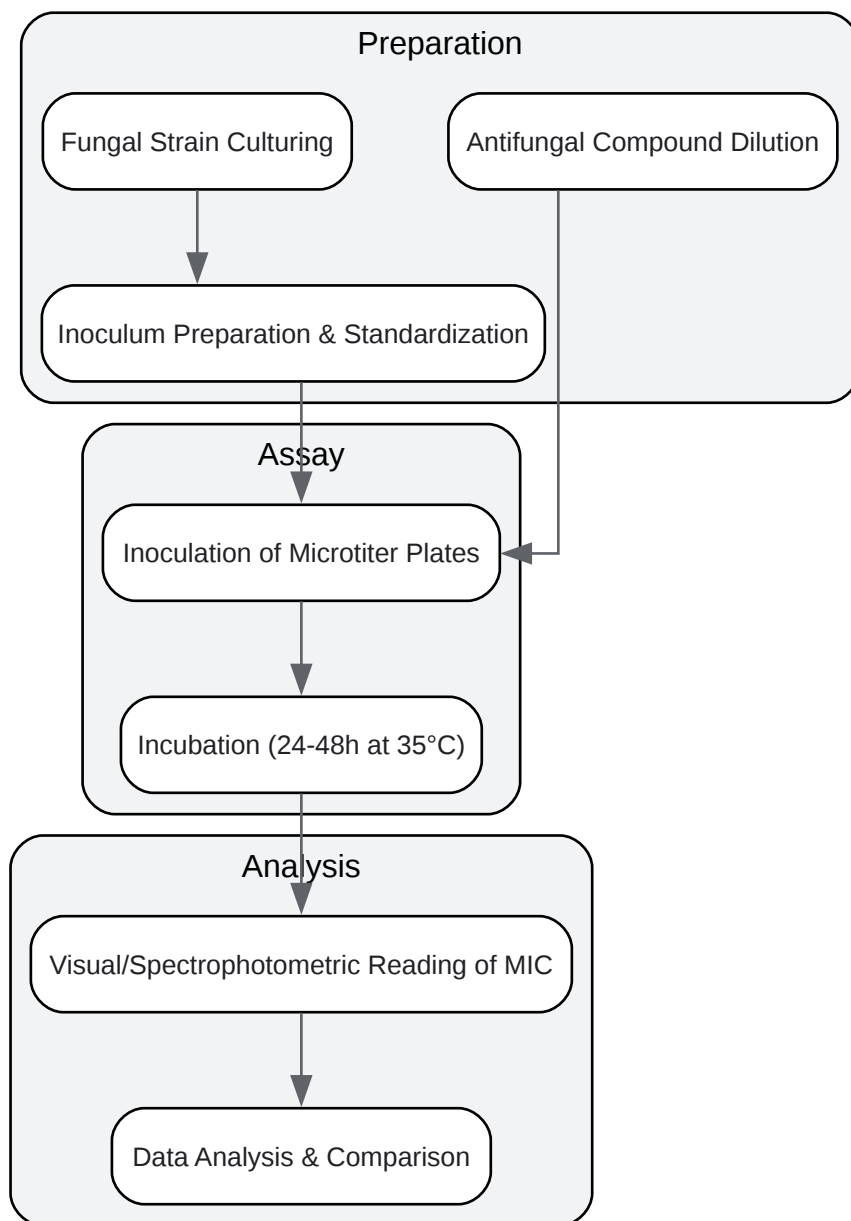 Preparation
Fungal Strain Culturing
Antifungal Compound Dilution
Inoculum Preparation & Standardization
Assay
Inoculation of Microtiter Plates
Incubation (24-48h at 35°C)
Analysis
Visual/Spectrophotometric Reading of MIC
Data Analysis & Comparison